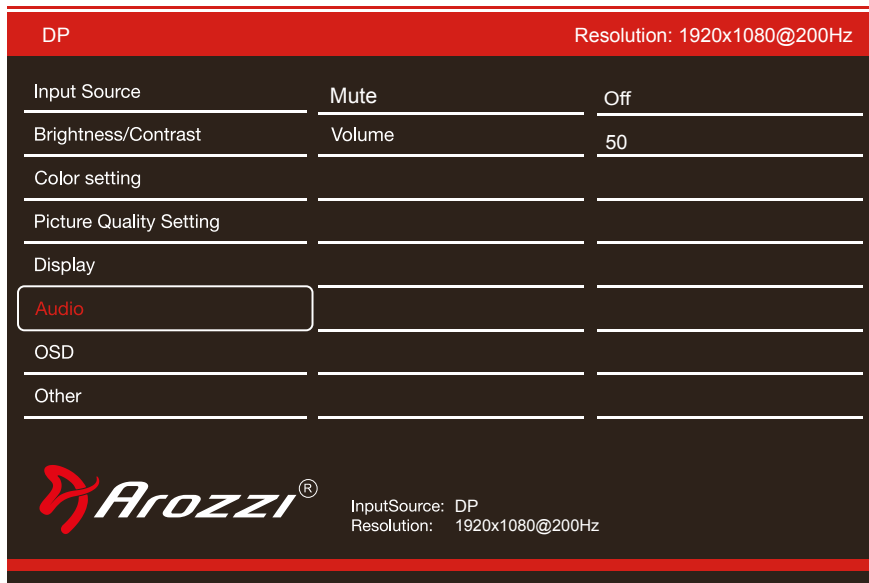 DP Resolution: 1920x1080@200Hz
Input Source Mute Off
Brightness/Contrast Volume 50
Color setting
Picture Quality Setting
Display
Audio
OSD
Other
Arozzi®
InputSource: DP
Resolution: 1920x1080@200Hz